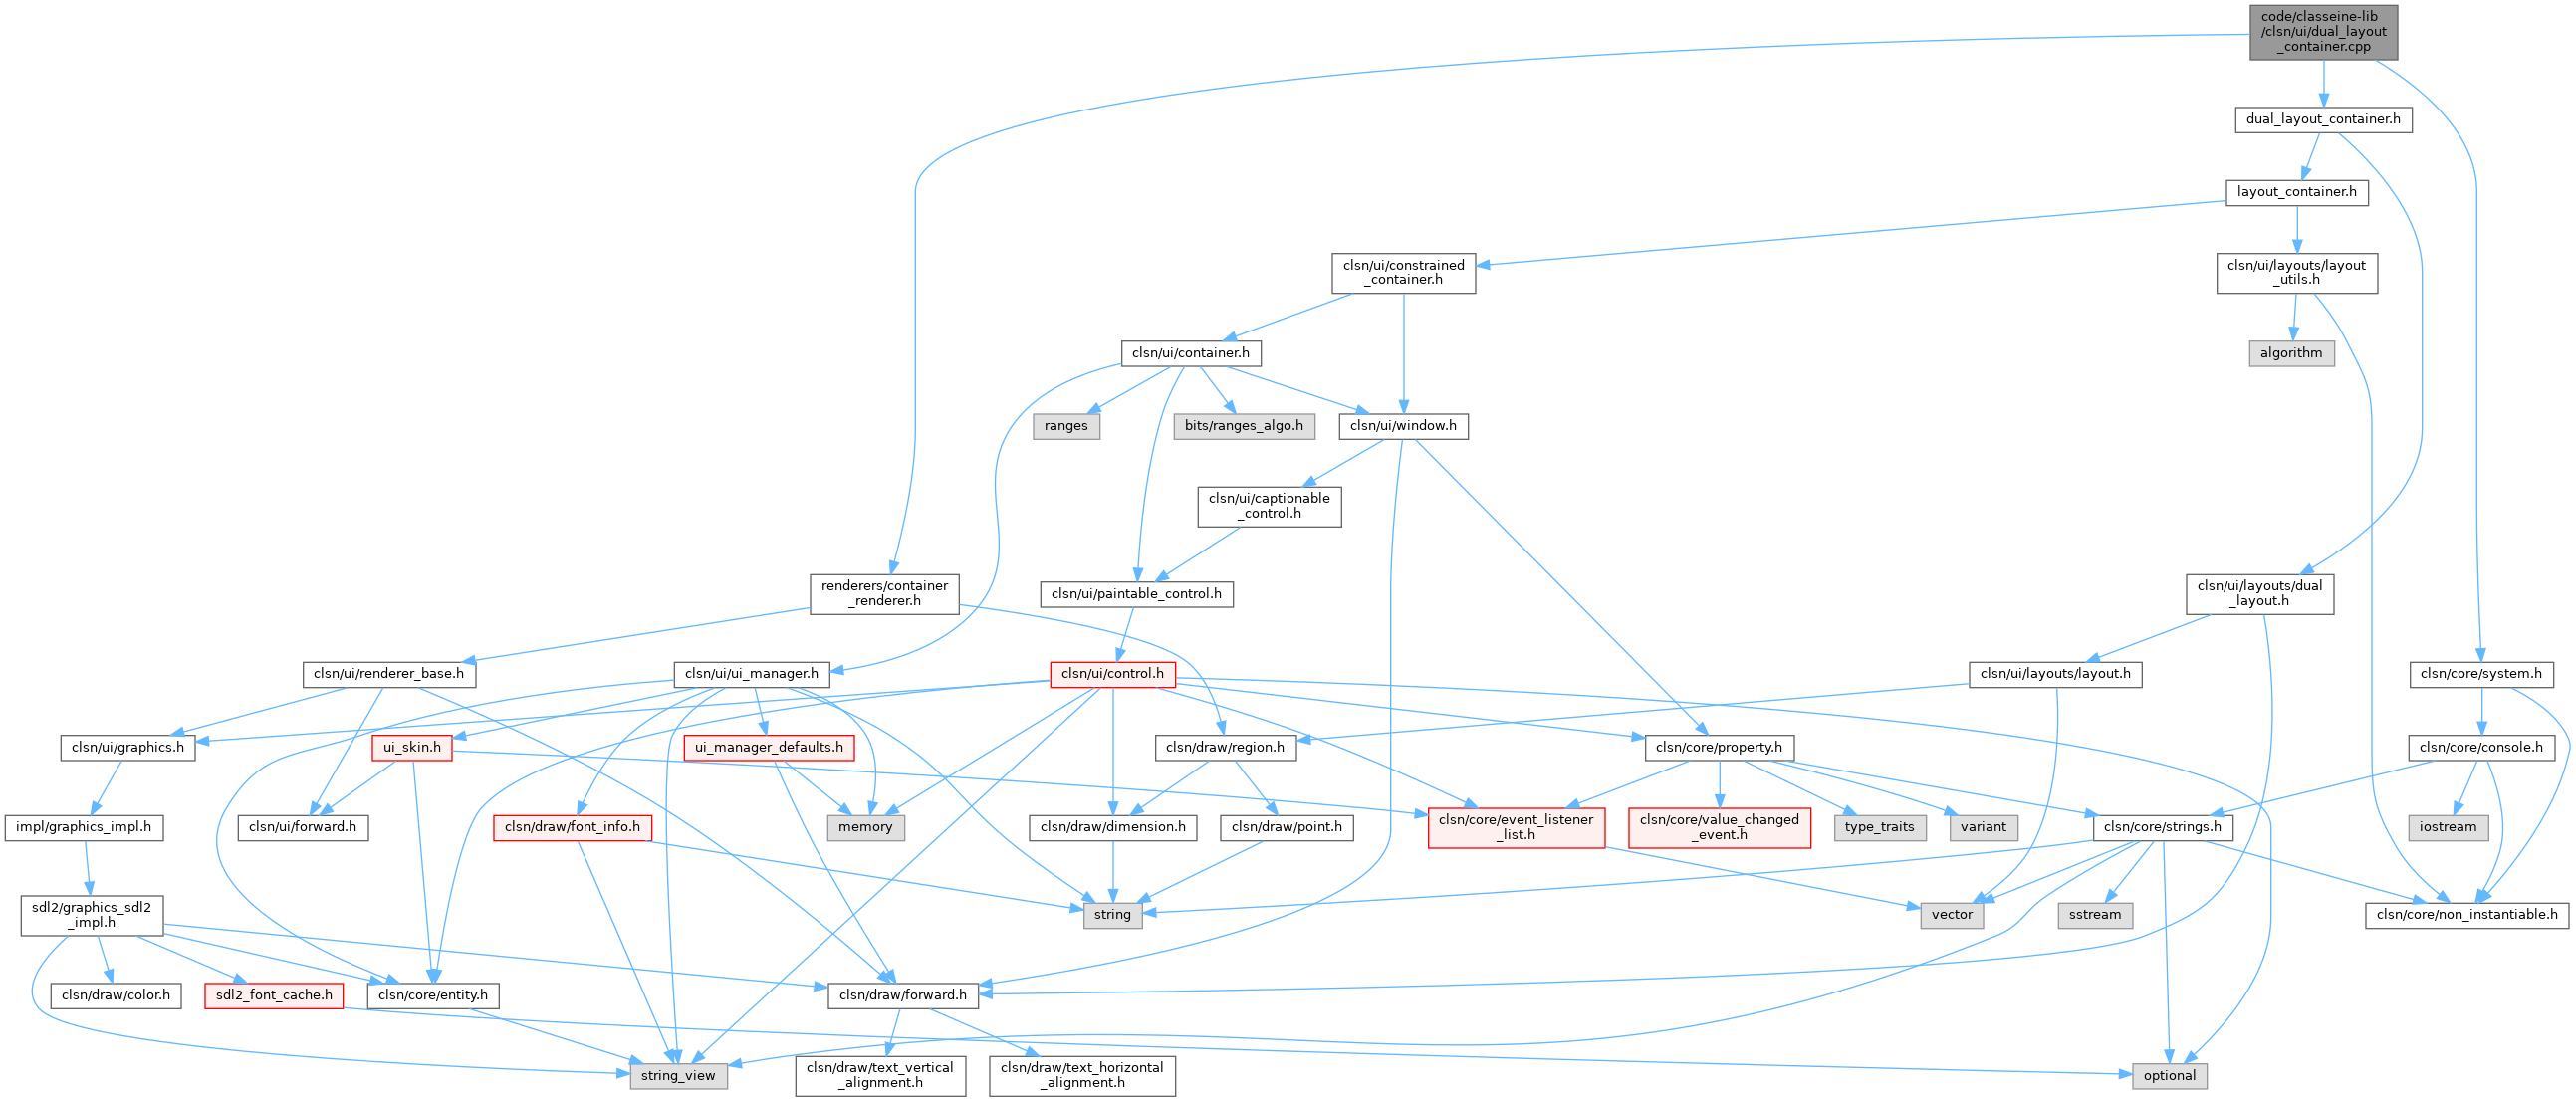 code/classeine-lib
/clsn/ui/dual_layout
_container.cpp
dual_layout_container.h
layout_container.h
clsn/ui/constrained
_container.h
clsn/ui/layouts/layout
_utils.h
clsn/ui/container.h
algorithm
ranges
bits/ranges_algo.h
clsn/ui/window.h
clsn/ui/captionable
_control.h
renderers/container
_renderer.h
clsn/ui/paintable_control.h
clsn/ui/layouts/dual
_layout.h
clsn/ui/renderer_base.h
clsn/ui/ui_manager.h
clsn/ui/control.h
clsn/ui/layouts/layout.h
clsn/core/system.h
clsn/ui/graphics.h
ui_skin.h
ui_manager_defaults.h
clsn/draw/region.h
clsn/core/property.h
clsn/core/console.h
impl/graphics_impl.h
clsn/ui/forward.h
clsn/draw/font_info.h
memory
clsn/draw/dimension.h
clsn/draw/point.h
clsn/core/event_listener
_list.h
clsn/core/value_changed
_event.h
type_traits
variant
clsn/core/strings.h
iostream
sdl2/graphics_sdl2
_impl.h
string
vector
sstream
clsn/core/non_instantiable.h
clsn/draw/color.h
sdl2_font_cache.h
clsn/core/entity.h
clsn/draw/forward.h
string_view
clsn/draw/text_vertical
_alignment.h
clsn/draw/text_horizontal
_alignment.h
optional